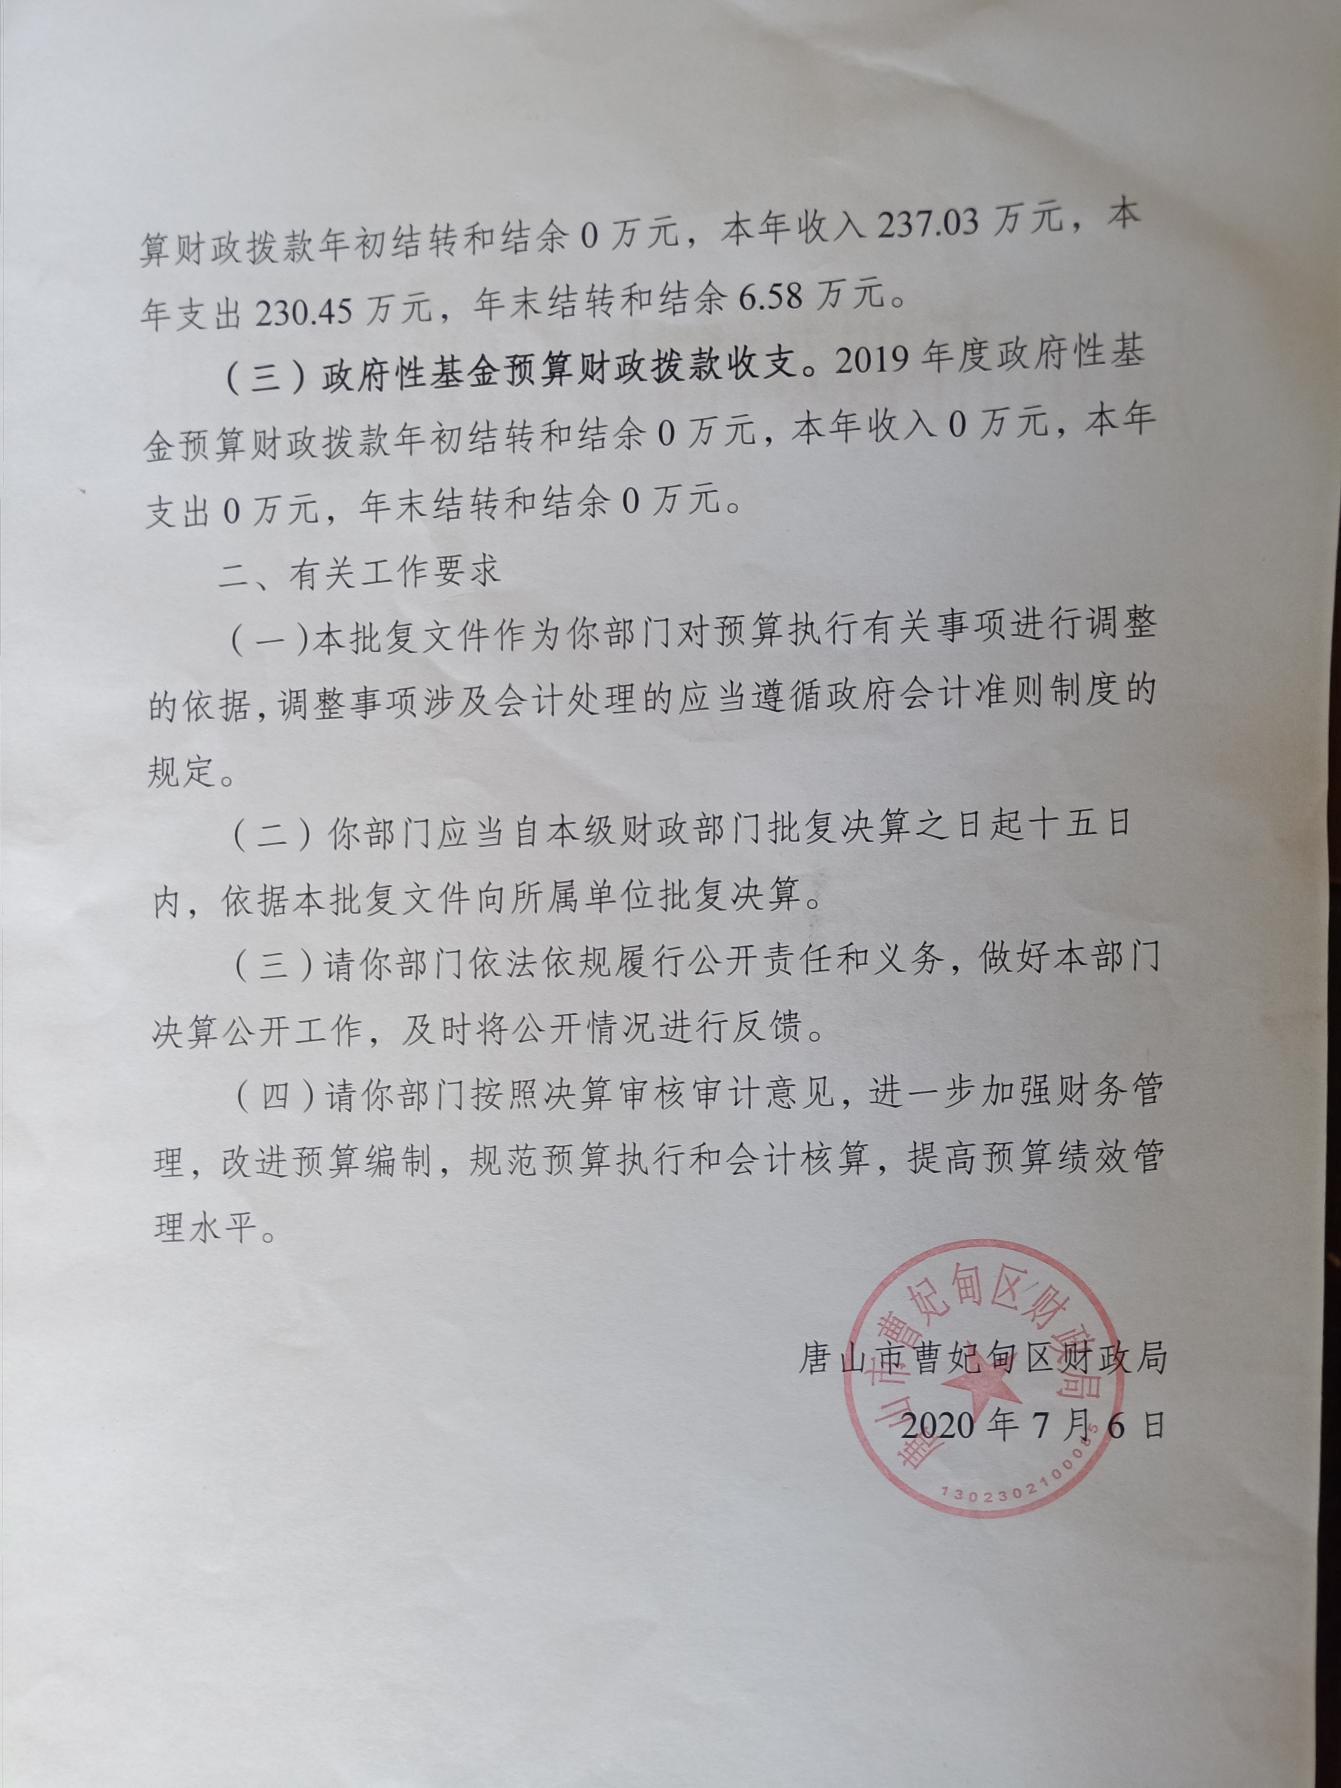 算财政拨款年初结转和结余0万元，本年收入237.03万元，本
年支出230.45万元，年末结转和结余6.58万元。
（三）政府性基金预算财政拨款收支。2019年度政府性基
金预算财政拨款年初结转和结余0万元，本年收入0万元，本年
支出0万元，年末结转和结余0万元。
二、有关工作要求
（一）本批复文件作为你部门对预算执行有关事项进行调整
的依据，调整事项涉及会计处理的应当遵循政府会计准则制度的
规定。
（二）你部门应当自本级财政部门批复决算之日起十五日
内，依据本批复文件向所属单位批复决算。
（三）请你部门依法依规履行公开责任和义务，做好本部门
决算公开工作，及时将公开情况进行反馈。
（四）请你部门按照决算审核审计意见，进一步加强财务管
理，改进预算编制，规范预算执行和会计核算，提高预算绩效管
理水平。
唐山市曹妃甸区财政局
2020年7月6日
唐山市曹妃甸区财政局
1302302100085